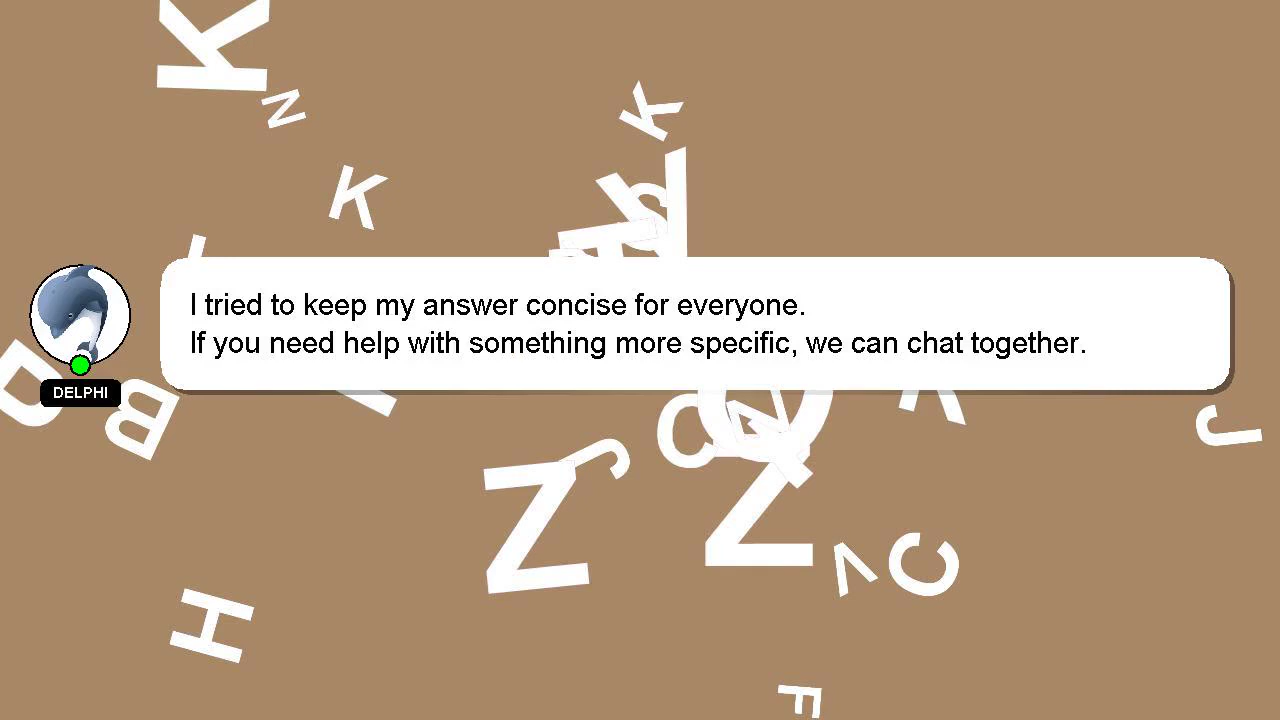 I tried to keep my answer concise for everyone.
If you need help with something more specific, we can chat together.
DELPHI
K
N
K
K
S
B
J
C
N
Z
Z
V
C
J
H
F